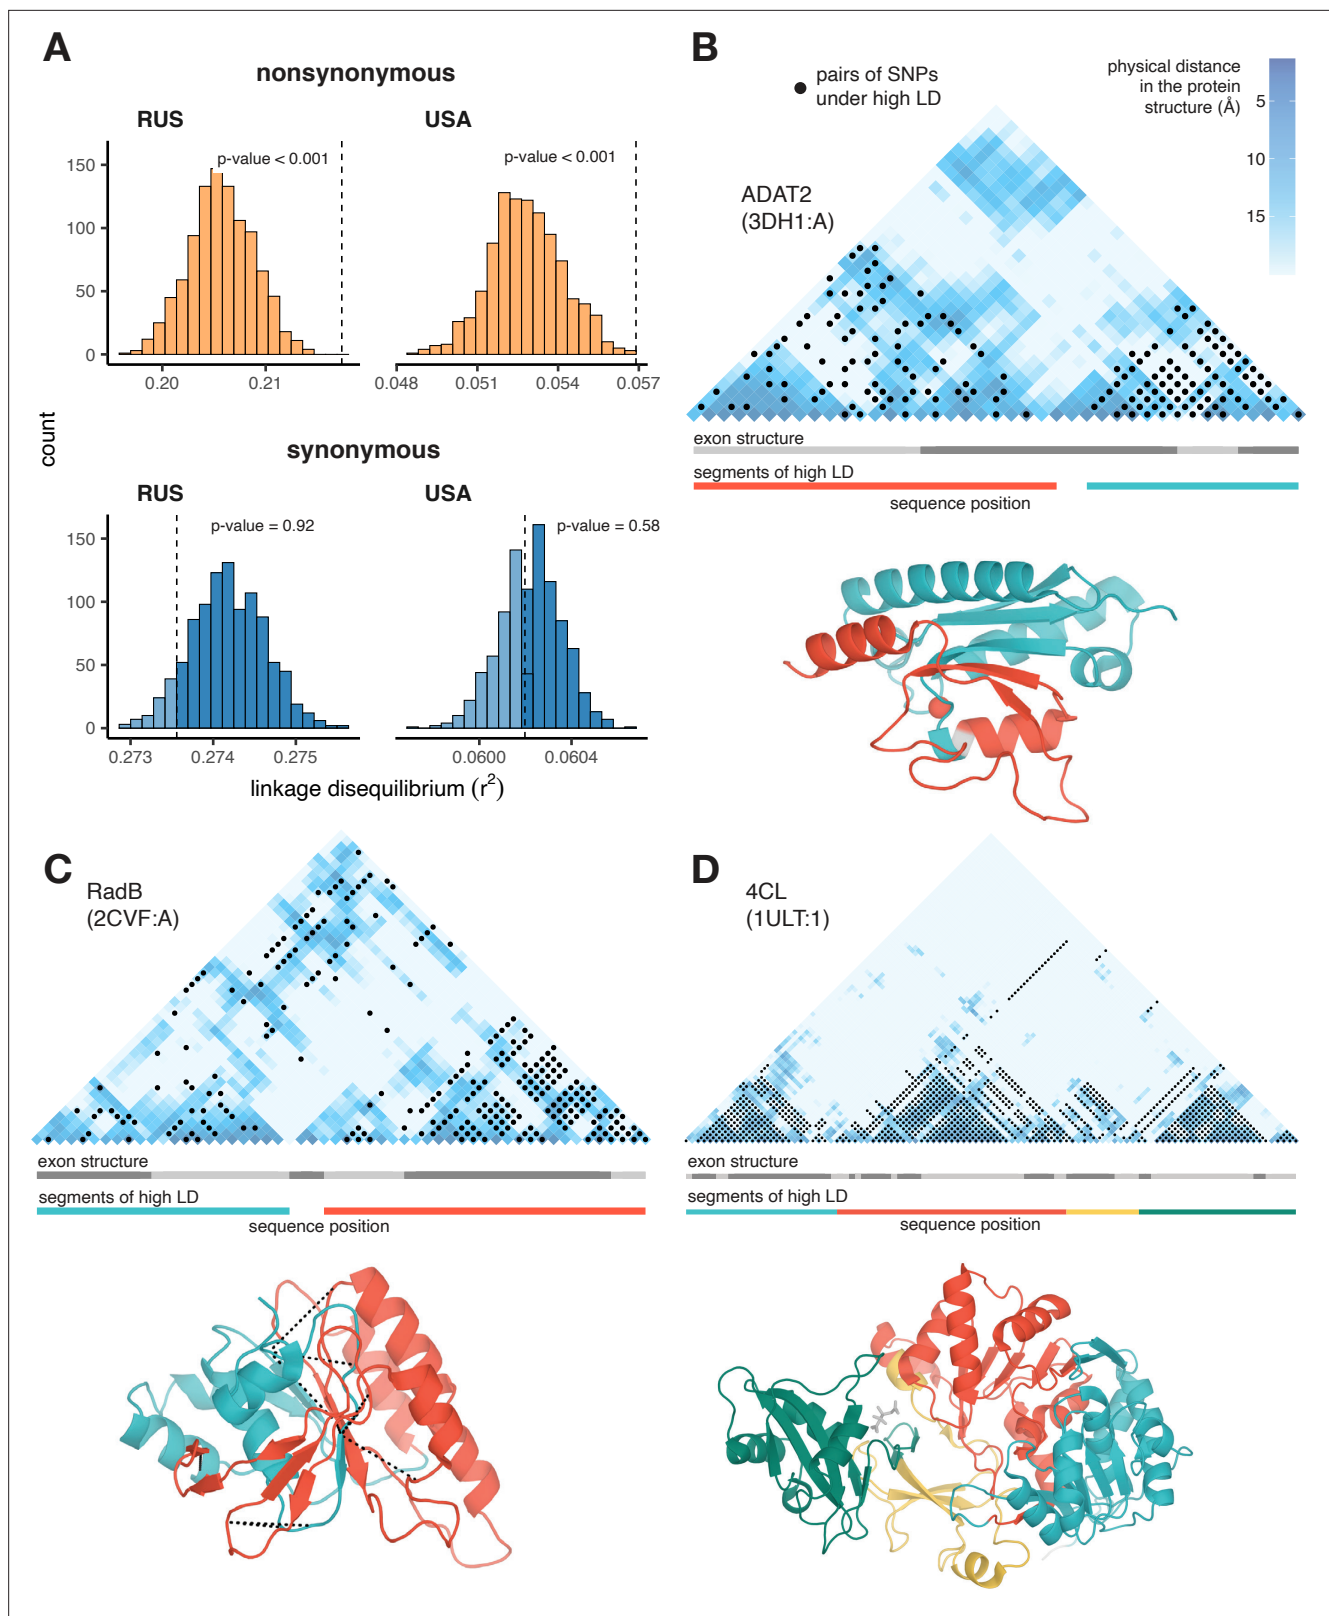 A
nonsynonymous
RUS
USA
p-value < 0.001
p-value < 0.001
150
100
50
0
0.20
0.21
0.048
0.051
0.054
0.057
count
synonymous
RUS
USA
p-value = 0.92
p-value = 0.58
150
100
50
0
0.273
0.274
0.275
0.0600
0.0604
linkage disequilibrium (r²)
B
pairs of SNPs
under high LD
physical distance
in the protein
structure (Å)
5
10
15
ADAT2
(3DH1:A)
exon structure
segments of high LD
sequence position
C
RadB
(2CVF:A)
exon structure
segments of high LD
sequence position
D
4CL
(1ULT:1)
exon structure
segments of high LD
sequence position